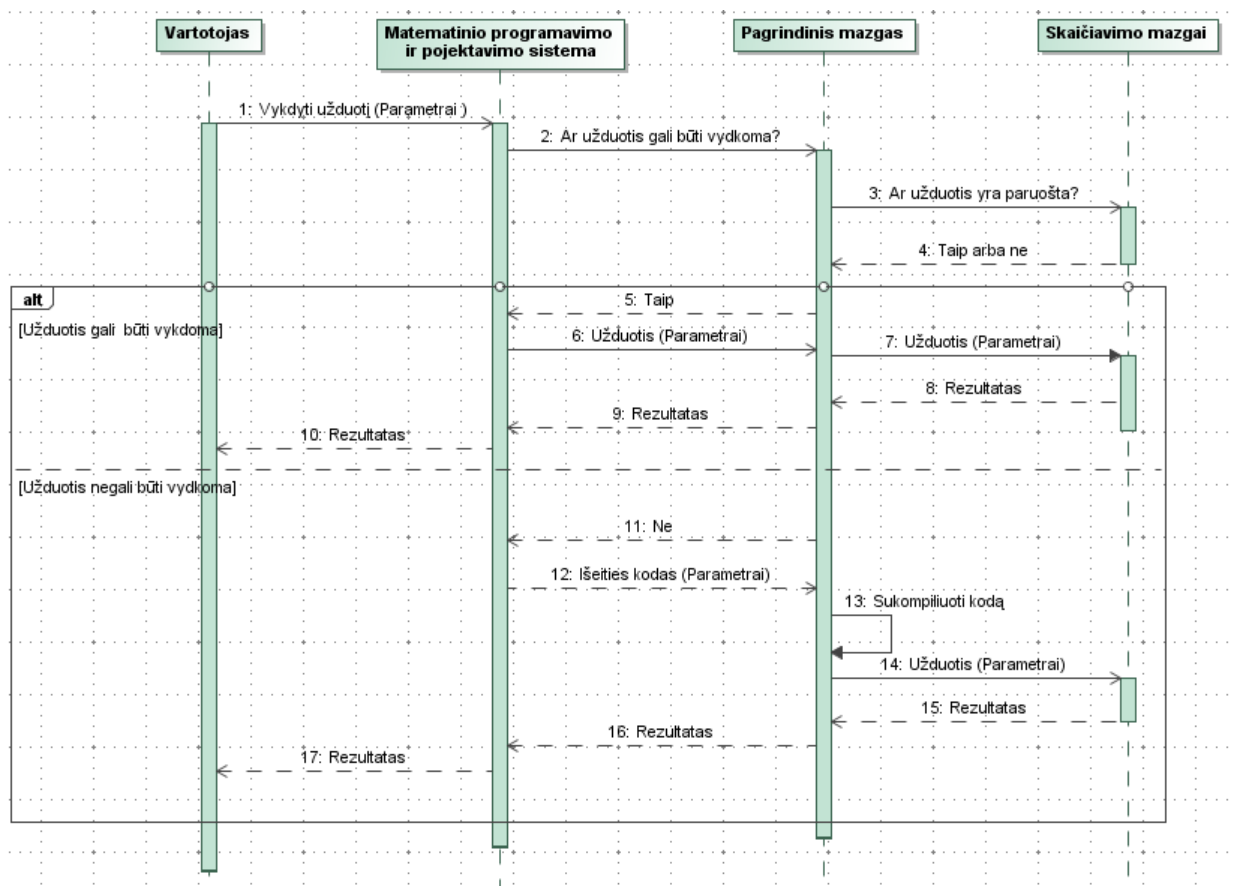 Vartotojas
Matematinio programavimo
ir pojektavimo sistema
Pagrindinis mazgas
Skaičiavimo mazgai
1: Vykdyti užduotį (Parametrai )
2: Ar užduotis gali būti vydkoma?
3: Ar užduotis yra paruošta?
4: Taip arba ne
alt
5: Taip
[Užduotis gali  būti vykdoma]
6: Užduotis (Parametrai)
7: Užduotis (Parametrai)
8: Rezultatas
9: Rezultatas
10: Rezultatas
[Užduotis negali būti vydkoma]
11: Ne
12: Išeities kodas (Parametrai)
13: Sukompiliuoti kodą
14: Užduotis (Parametrai)
15: Rezultatas
16: Rezultatas
17: Rezultatas